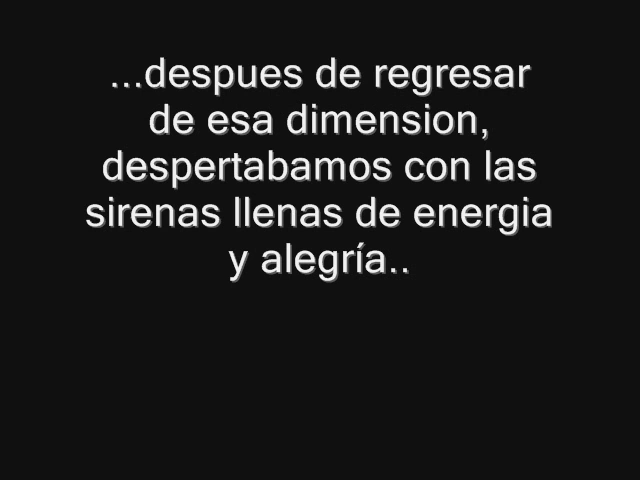 ...despues de regresar
de esa dimension,
despertabamos con las
sirenas llenas de energia
y alegría..